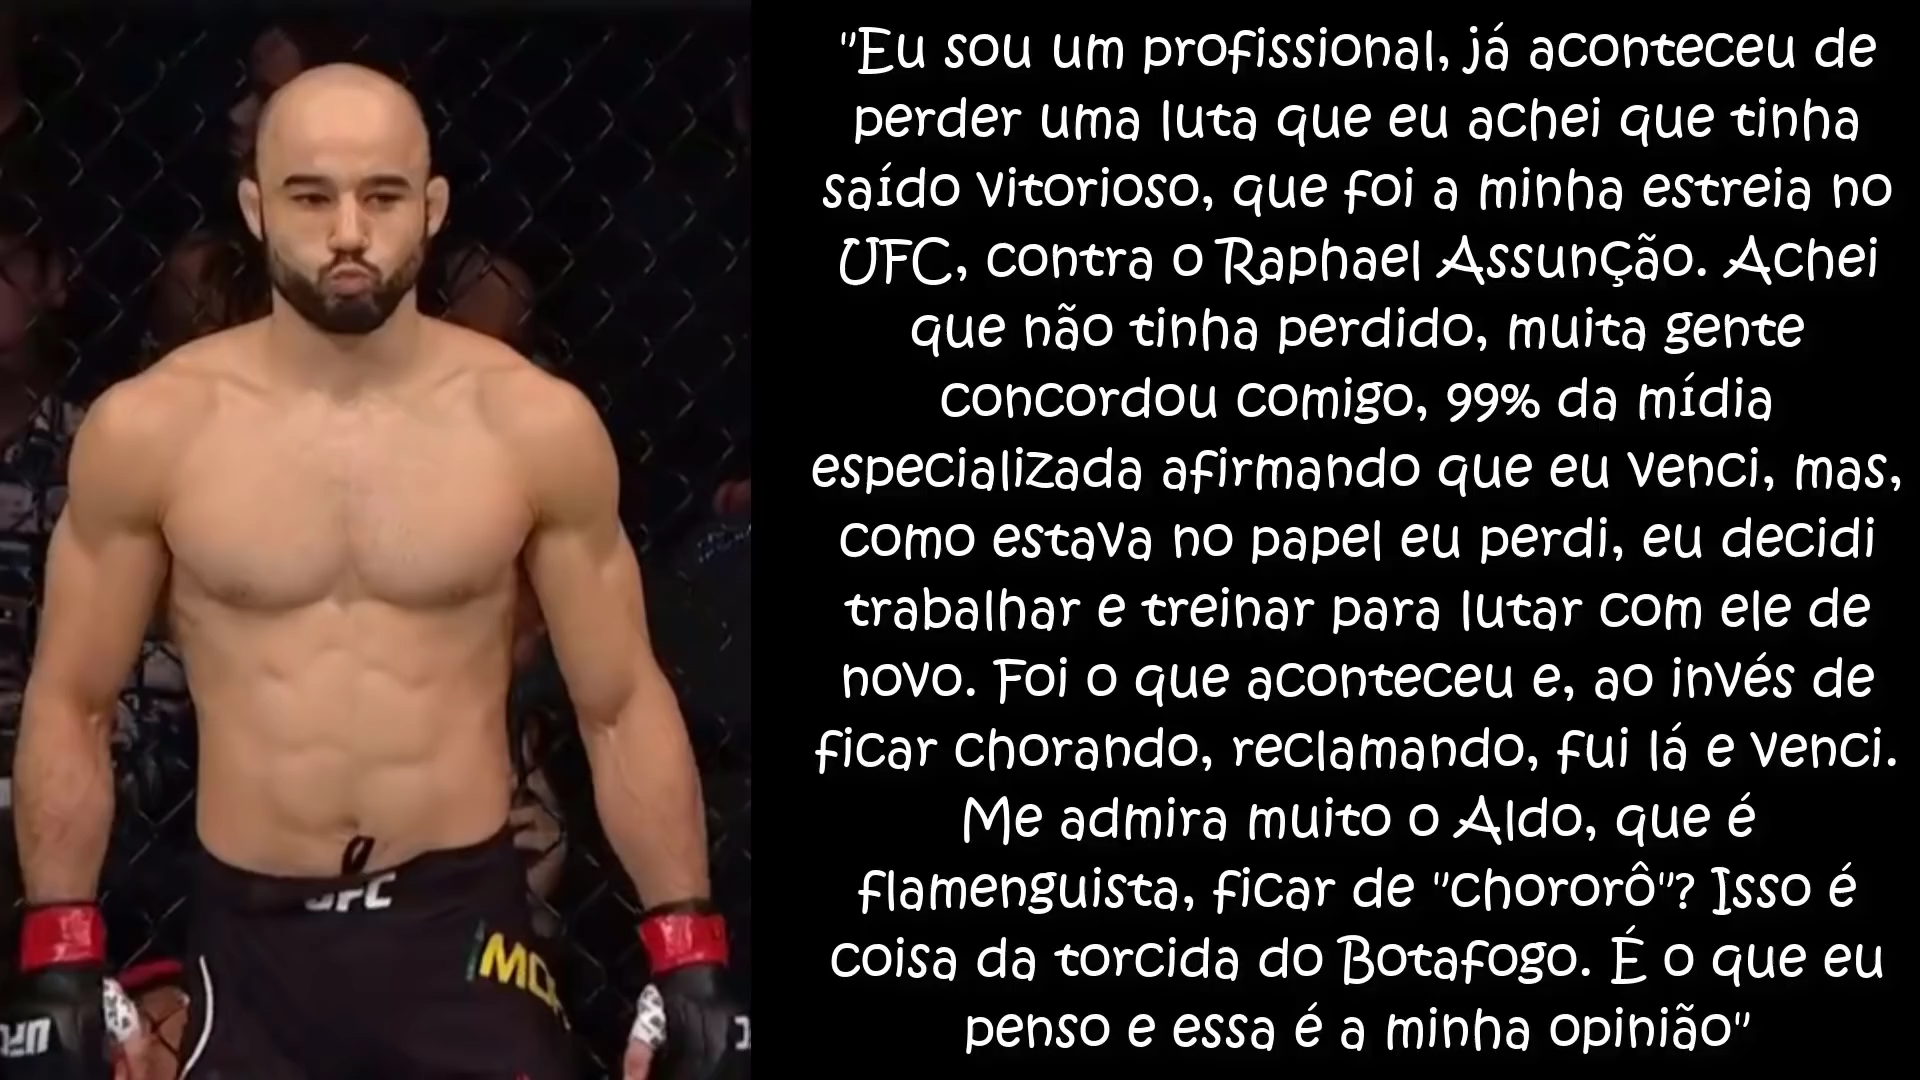 "Eu sou um profissional, já aconteceu de
perder uma luta que eu achei que tinha
saído vitorioso, que foi a minha estreia no
UFC, contra o Raphael Assunção. Achei
que não tinha perdido, muita gente
concordou comigo, 99% da mídia
especializada afirmando que eu venci, mas,
como estava no papel eu perdi, eu decidi
trabalhar e treinar para lutar com ele de
novo. Foi o que aconteceu e, ao invés de
ficar chorando, reclamando, fui lá e venci.
Me admira muito o Aldo, que é
flamenguista, ficar de "chororô"? Isso é
coisa da torcida do Botafogo. É o que eu
penso e essa é a minha opinião"
UFC
UFC